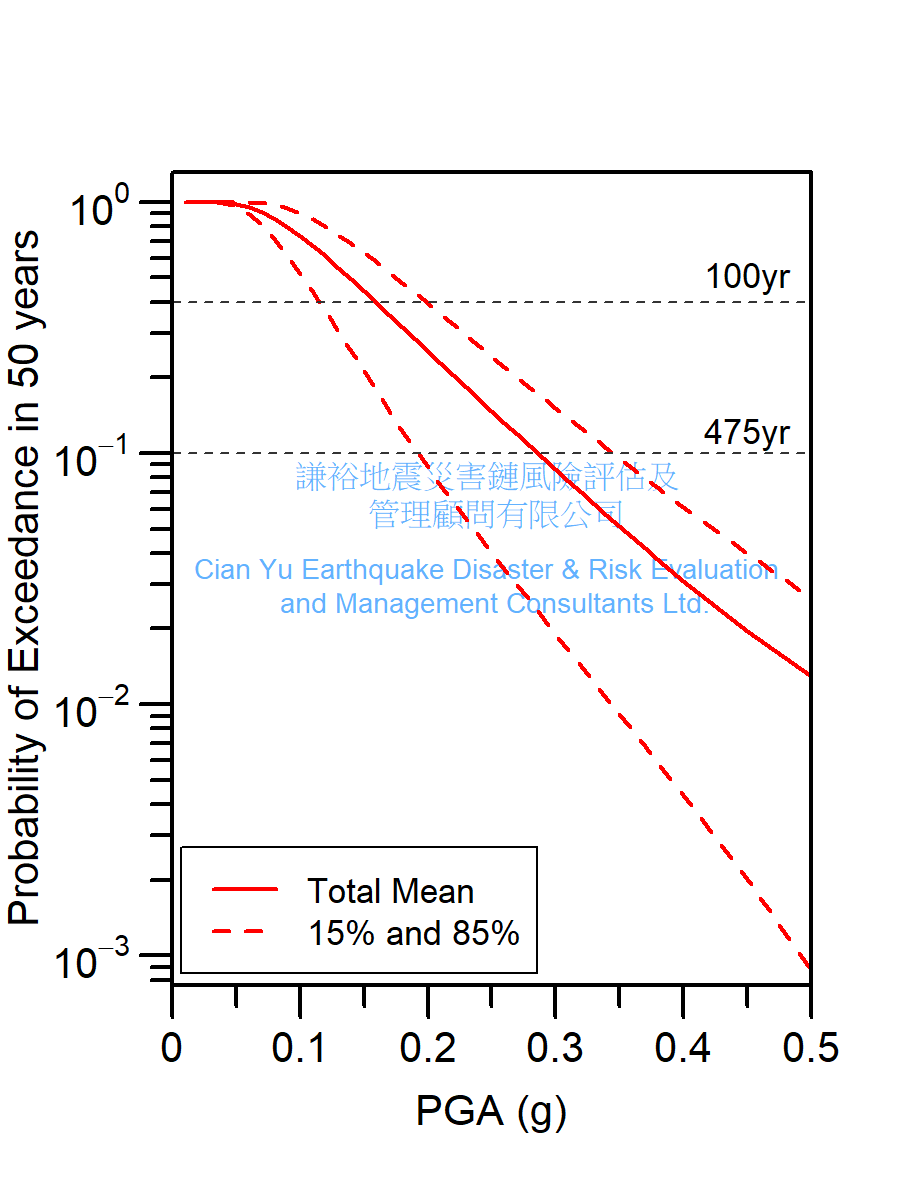 Probability of Exceedance in 50 years
10⁰
10⁻¹
10⁻²
10⁻³
100yr
475yr
謙裕地震災害鏈風險評估及
管理顧問有限公司
Cian Yu Earthquake Disaster & Risk Evaluation
and Management Consultants Ltd.
Total Mean
15% and 85%
0 0.1 0.2 0.3 0.4 0.5
PGA (g)